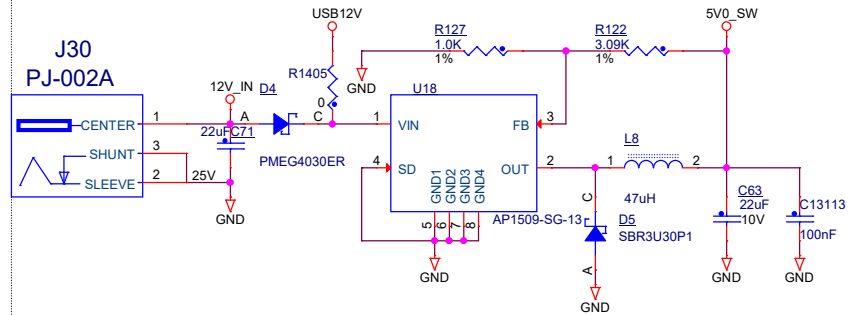 USB12V
5V0_SW
J30
PJ-002A
R127
1.0K
1%
R122
3.09K
1%
GND
R1405
0
12V_IN
D4
A
C
PMEG4030ER
U18
CENTER
1
SHUNT
3
SLEEVE
2
22uF
C71
25V
GND
1
VIN
FB
3
4
SD
OUT
2
GND1
GND2
GND3
GND4
5
6
7
8
AP1509-SG-13
GND
L8
1
2
47uH
C
D5
SBR3U30P1
A
GND
C63
22uF
10V
GND
C13113
100nF
GND